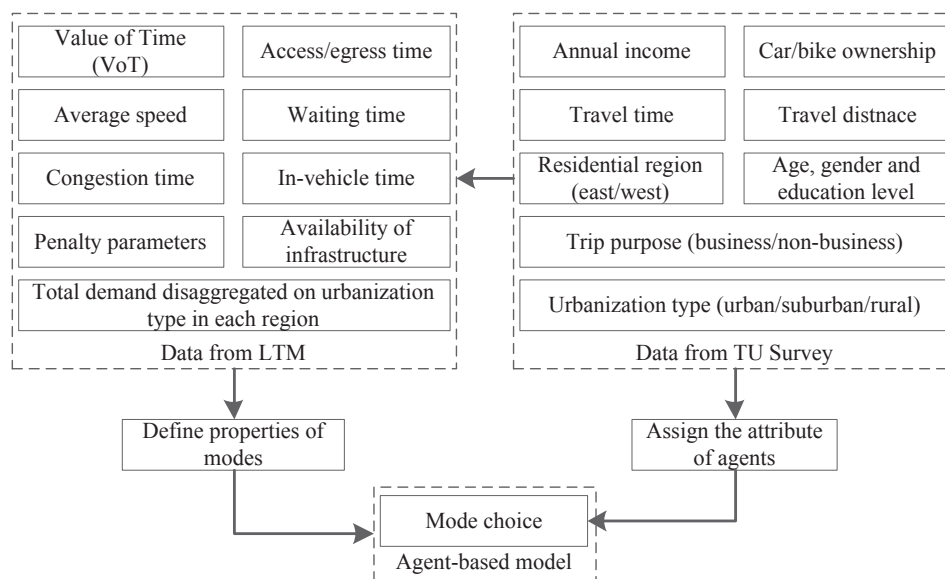 Value of Time
(VoT)
Access/egress time
Average speed
Waiting time
Congestion time
In-vehicle time
Penalty parameters
Availability of
infrastructure
Total demand disaggregated on urbanization
type in each region
Data from LTM
Annual income
Car/bike ownership
Travel time
Travel distnace
Residential region
(east/west)
Age, gender and
education level
Trip purpose (business/non-business)
Urbanization type (urban/suburban/rural)
Data from TU Survey
Define properties of
modes
Assign the attribute
of agents
Mode choice
Agent-based model